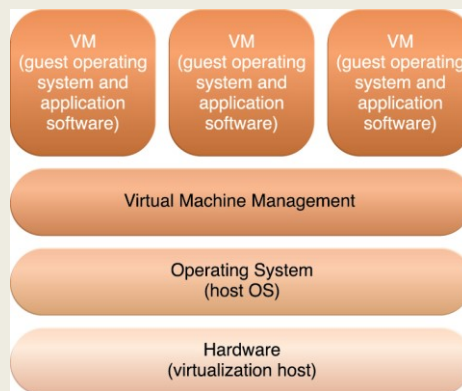 VM
(guest operating
system and
application
software)
VM
(guest operating
system and
application
software)
VM
(guest operating
system and
application
software)
Virtual Machine Management
Operating System
(host OS)
Hardware
(virtualization host)